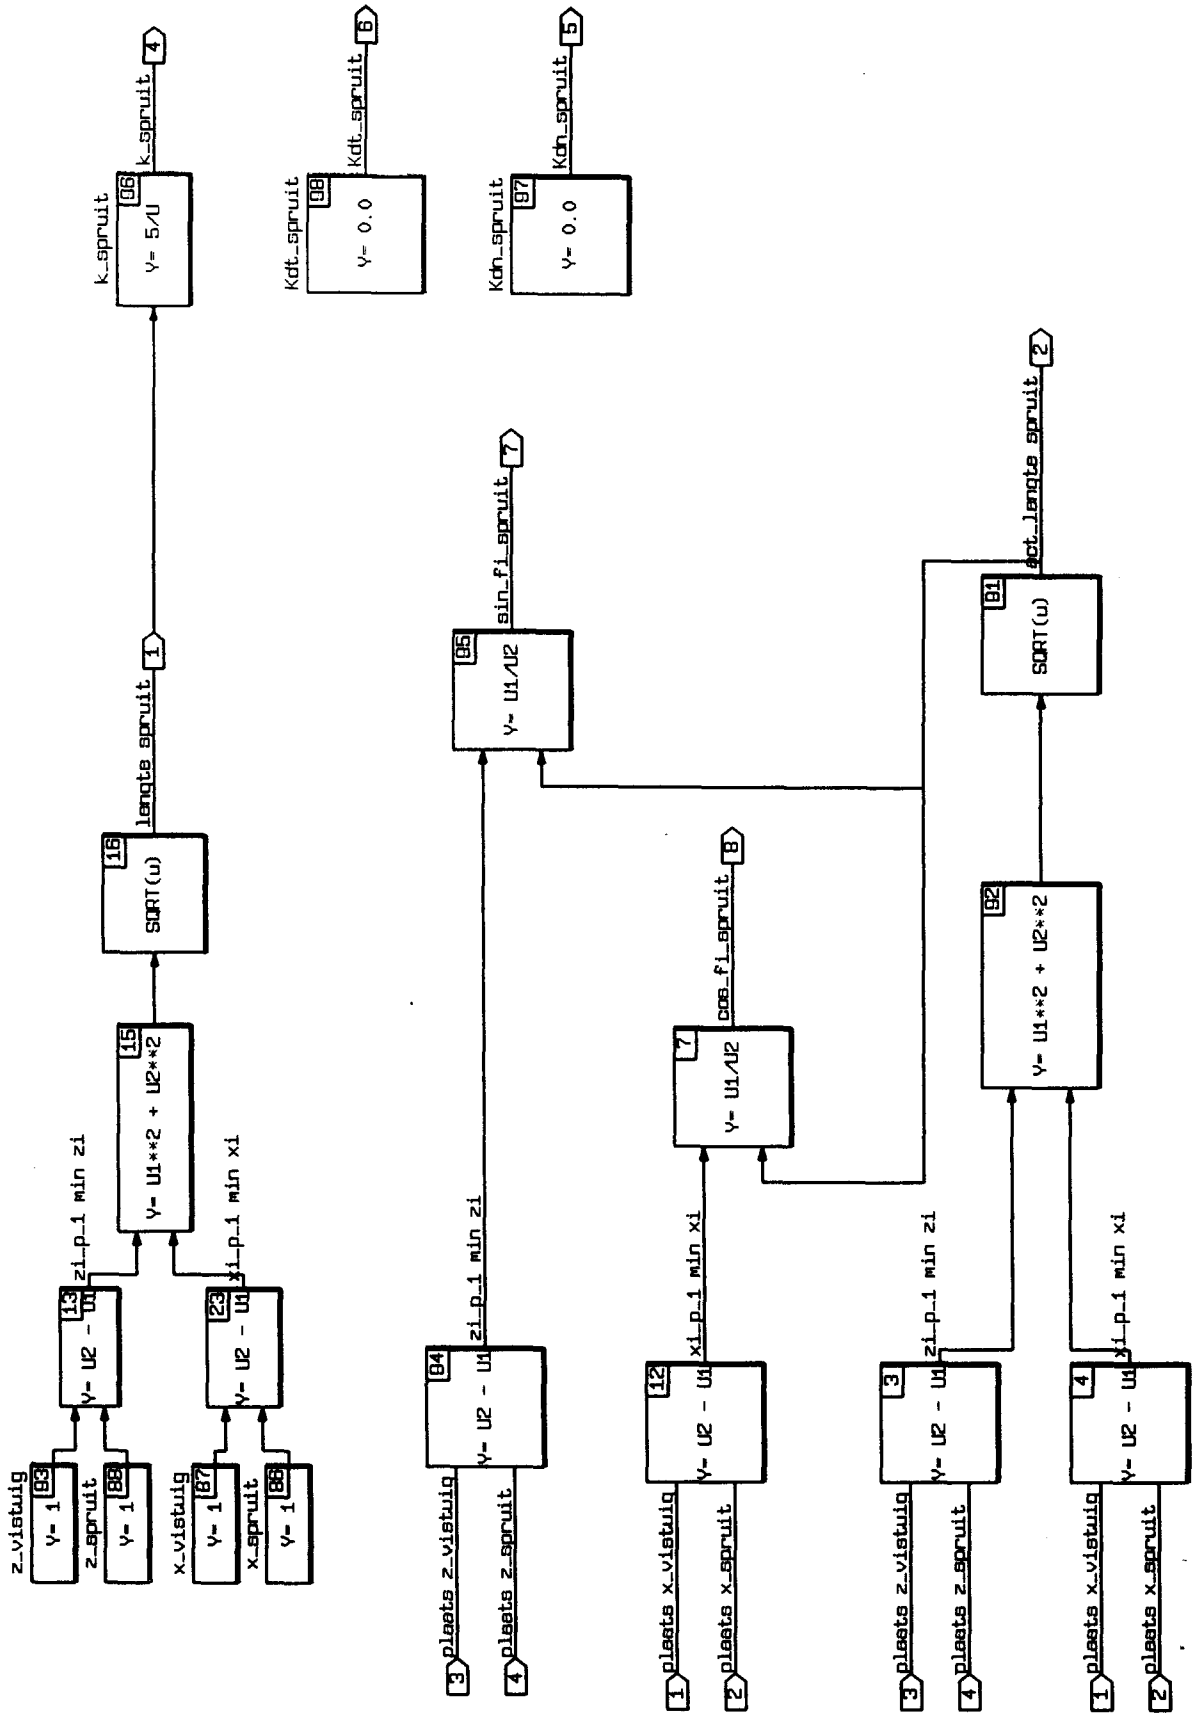 z_vistuig
93
Y= 1
z_spruit
88
Y= 1
13
Y= U2 - U1
zi_p_1 min zi
x_vistuig
87
Y= 1
x_spruit
86
Y= 1
23
Y= U2 - U1
xi_p_1 min xi
15
Y= U1**2 + U2**2
16
SQRT(u)
lengte spruit
1
k_spruit
96
Y= 5/U
k_spruit
4
Kdt_spruit
98
Y= 0.0
Kdt_spruit
6
Kdn_spruit
97
Y= 0.0
Kdn_spruit
5
3
plaats z_vistuig
4
plaats z_spruit
94
Y= U2 - U1
zi_p_1 min zi
95
Y= U1/U2
sin_fi_spruit
7
1
plaats x_vistuig
2
plaats x_spruit
12
Y= U2 - U1
xi_p_1 min xi
7
Y= U1/U2
cos_fi_spruit
8
3
plaats z_vistuig
4
plaats z_spruit
3
Y= U2 - U1
zi_p_1 min zi
1
plaats x_vistuig
2
plaats x_spruit
4
Y= U2 - U1
xi_p_1 min xi
92
Y= U1**2 + U2**2
91
SQRT(u)
act_lengte spruit
2